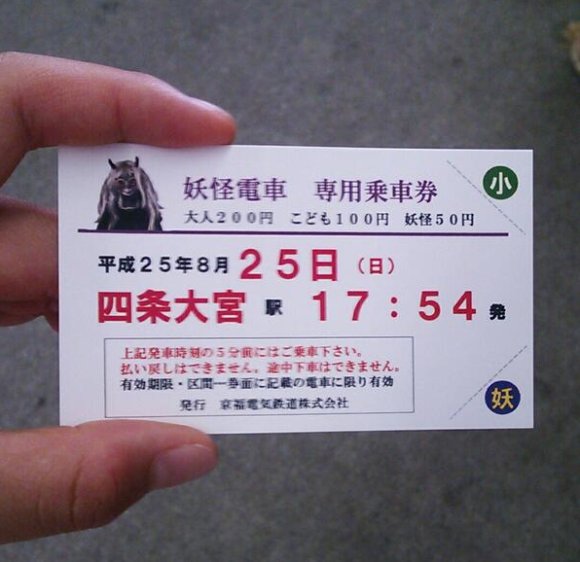 妖怪電車　専用乗車券
小
大人２００円　こども１００円　妖怪５０円
平成２５年８月 ２５日（日）
四条大宮 駅 １７：５４ 発
上記発車時刻の５分前にはご乗車下さい。
払い戻しはできません。途中下車はできません。
有効期限・区間－券面に記載の電車に限り有効
発行　京福電気鉄道株式会社
妖